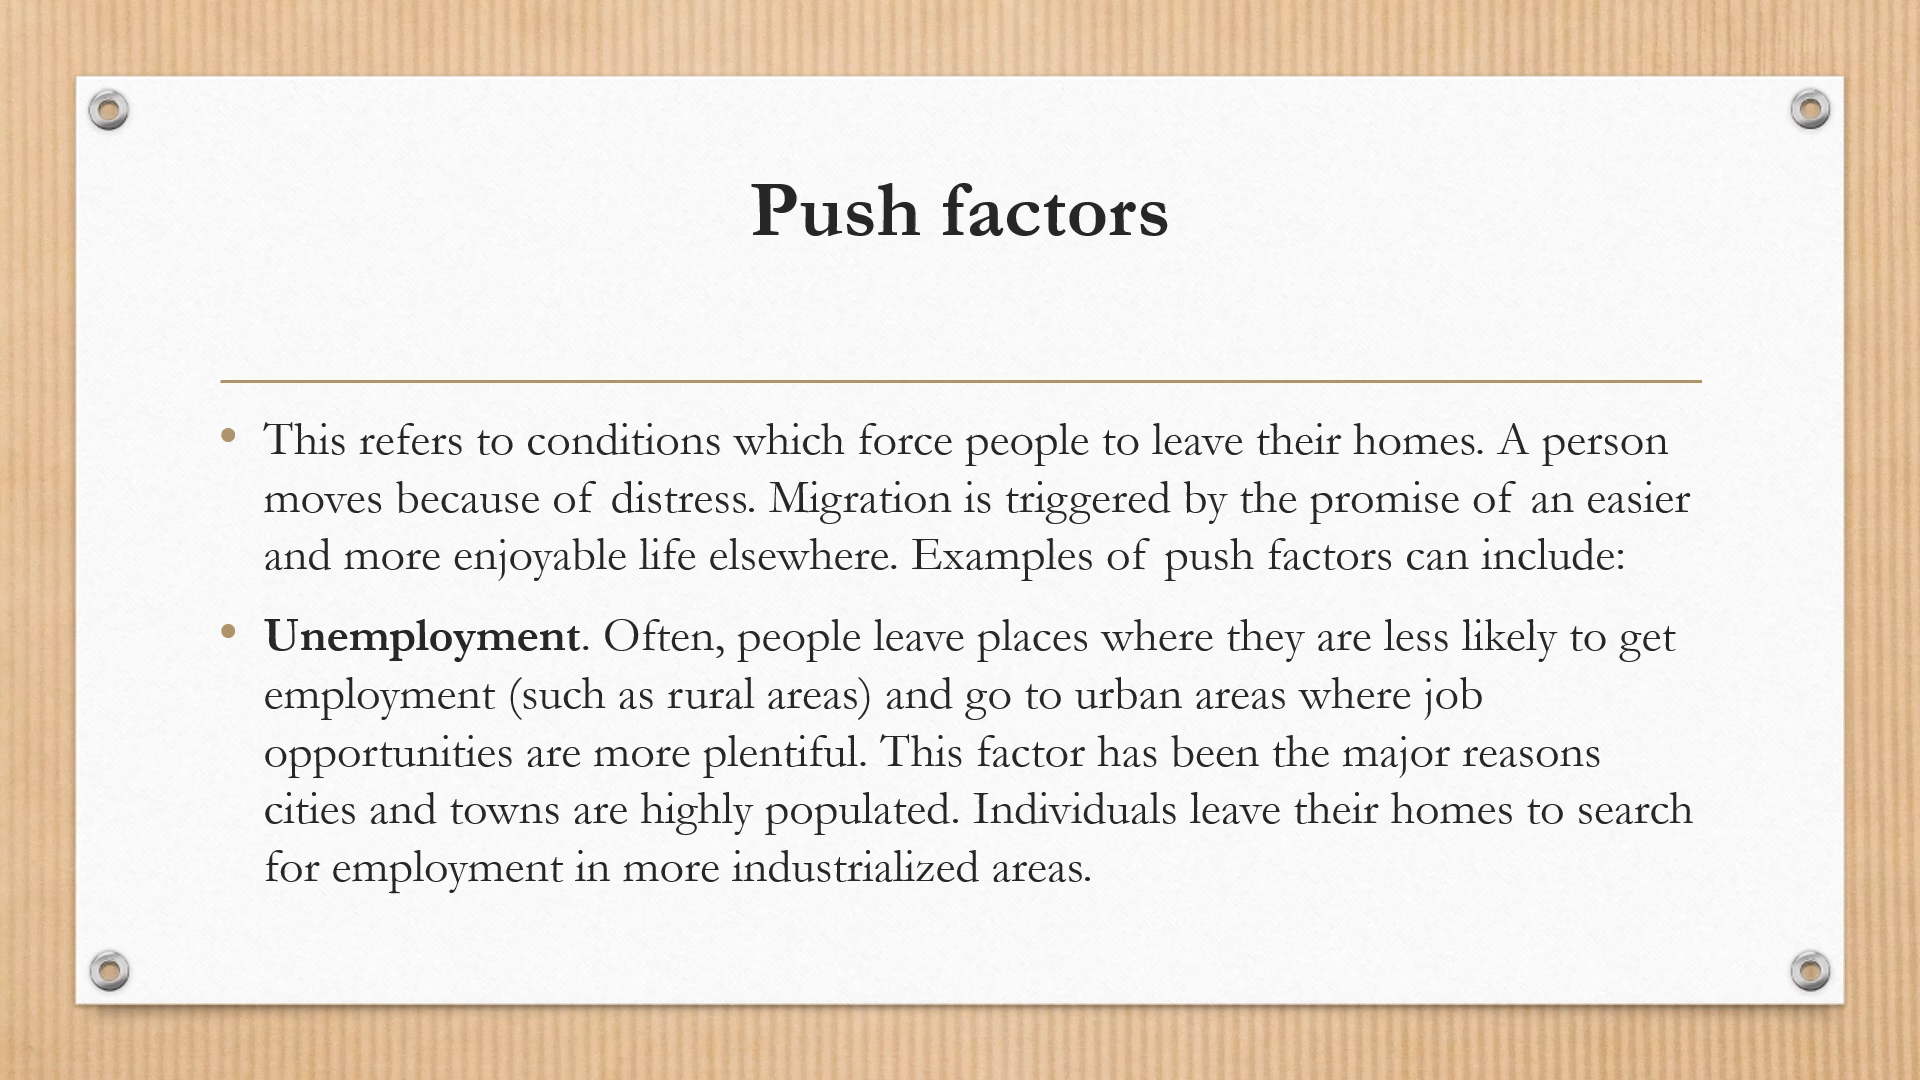 Push factors
• This refers to conditions which force people to leave their homes. A person
moves because of distress. Migration is triggered by the promise of an easier
and more enjoyable life elsewhere. Examples of push factors can include:
• Unemployment. Often, people leave places where they are less likely to get
employment (such as rural areas) and go to urban areas where job
opportunities are more plentiful. This factor has been the major reasons
cities and towns are highly populated. Individuals leave their homes to search
for employment in more industrialized areas.